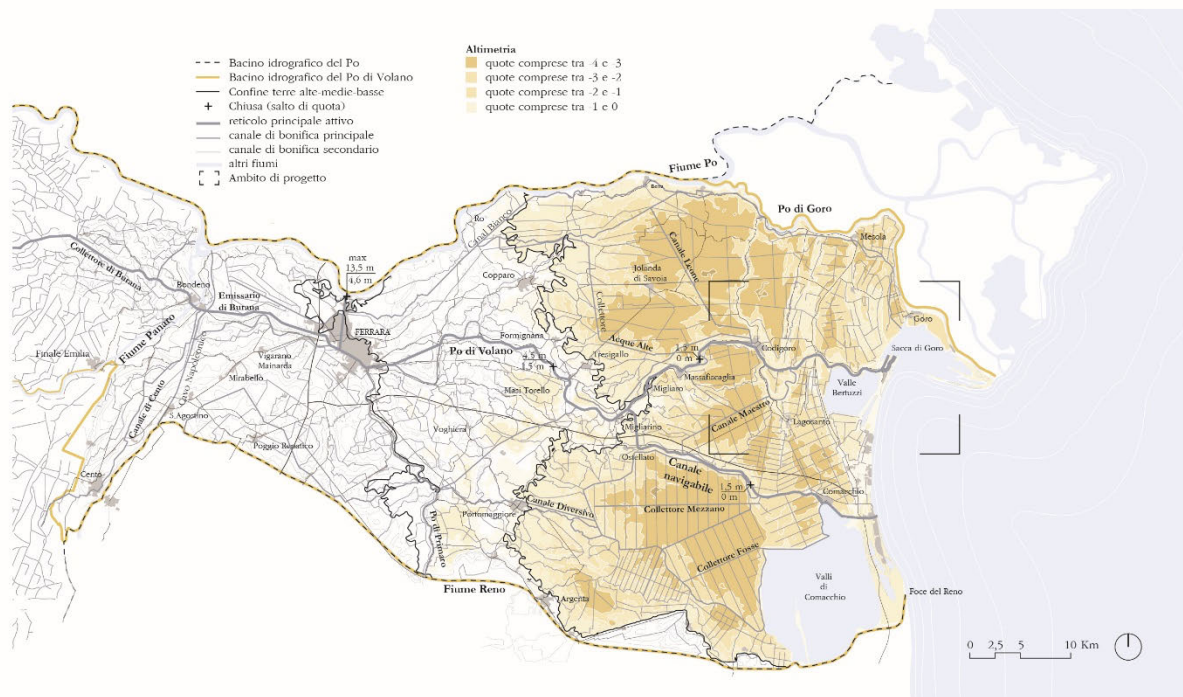 Bacino idrografico del Po
Bacino idrografico del Po di Volano
Confine terre alte-medie-basse
Chiusa (salto di quota)
reticolo principale attivo
canale di bonifica principale
canale di bonifica secondario
altri fiumi
Ambito di progetto
Altimetria
quote comprese tra -4 e -3
quote comprese tra -3 e -2
quote comprese tra -2 e -1
quote comprese tra -1 e 0
Fiume Po
Po di Goro
Berra
Ro
Canal Bianco
Mesola
Canale Leone
Collettore di Burana
max
13,5 m
4,6 m
Copparo
Jolanda
di Savoia
Bondeno
Emissario
di Burana
Collettore
Acque Alte
Goro
FERRARA
Formignana
Po di Volano
Tresigallo
1,5 m
0 m
Codigoro
Sacca di Goro
Finale Emilia
Fiume Panaro
Vigarano
Mainarda
Mirabello
4,5 m
1,5 m
Masi Torello
Massafiscaglia
Migliaro
Valle
Bertuzzi
Canale di Cento
Cavo Napoleonico
S.Agostino
Poggio Renatico
Voghiera
Migliarino
Canale Maestro
Lagosanto
Ostellato
Canale
navigabile
1,5 m
0 m
Comacchio
Cento
Portomaggiore
Canale Diversivo
Collettore Mezzano
Po di Primaro
Collettore Fosse
Fiume Reno
Argenta
Valli
di
Comacchio
Foce del Reno
0 2,5 5 10 Km